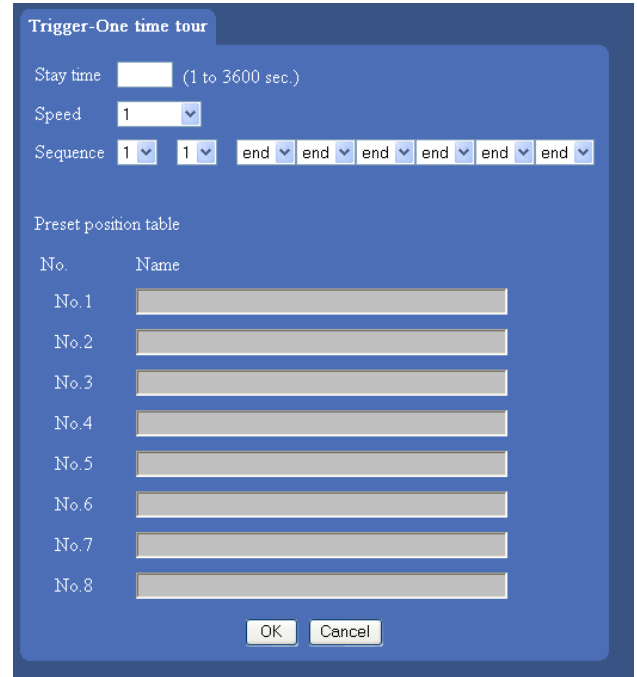 Trigger-One time tour
Stay time (1 to 3600 sec.)
Speed 1
Sequence 1 1 end end end end end end
Preset position table
No. Name
No.1
No.2
No.3
No.4
No.5
No.6
No.7
No.8
OK Cancel